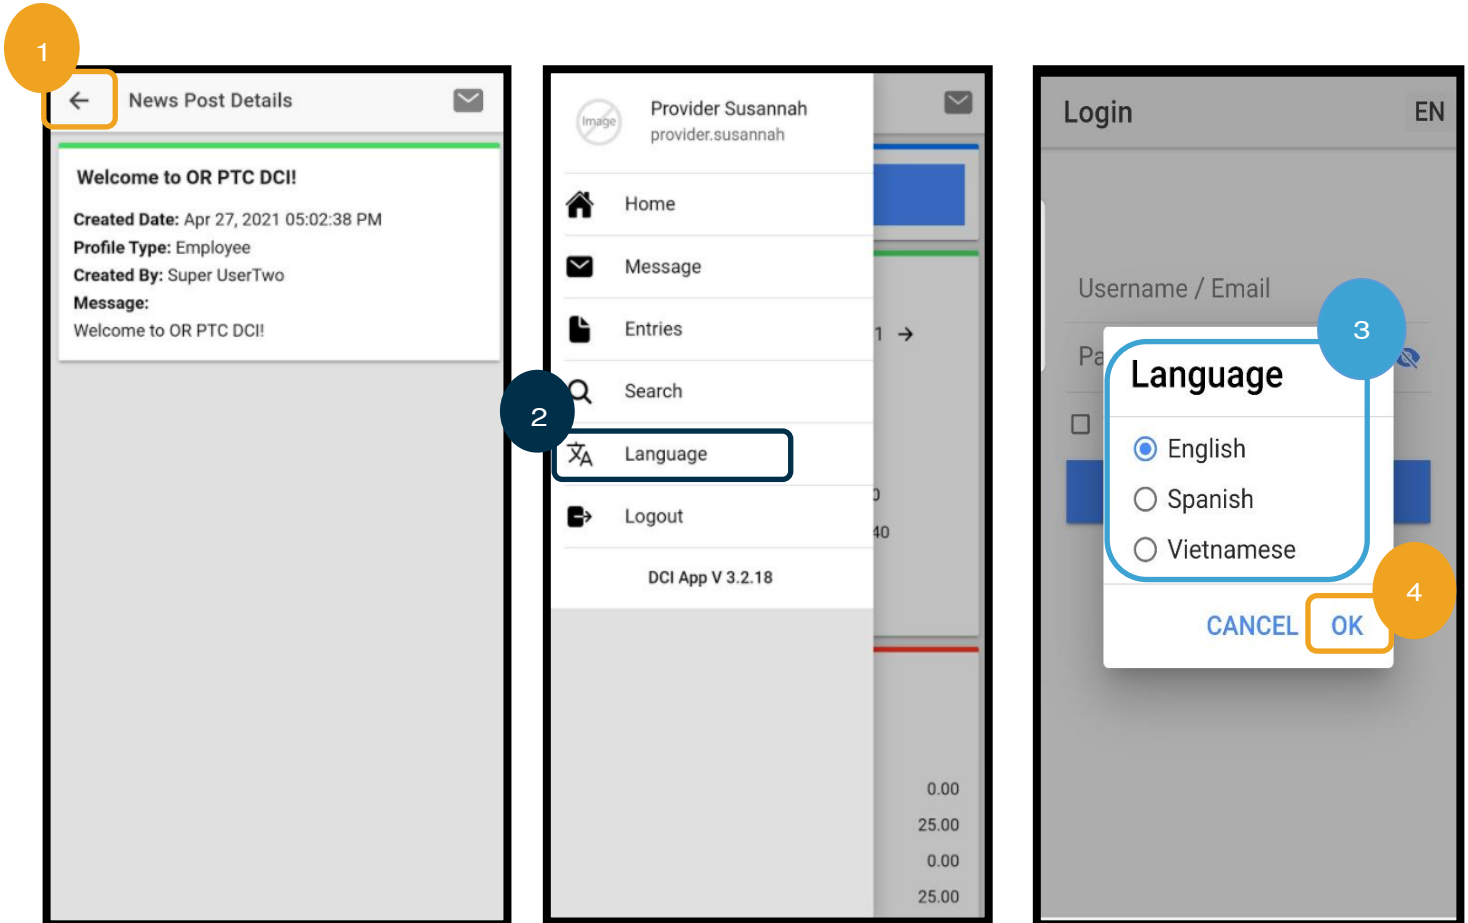 1
News Post Details
Welcome to OR PTC DCI!
Created Date: Apr 27, 2021 05:02:38 PM
Profile Type: Employee
Created By: Super UserTwo
Message:
Welcome to OR PTC DCI!
Image
Provider Susannah
provider.susannah
Home
Message
Entries
1
Search
2
Language
0
Logout
40
DCI App V 3.2.18
0.00
25.00
0.00
25.00
Login
EN
Username / Email
3
Pa
Language
English
Spanish
Vietnamese
4
CANCEL
OK